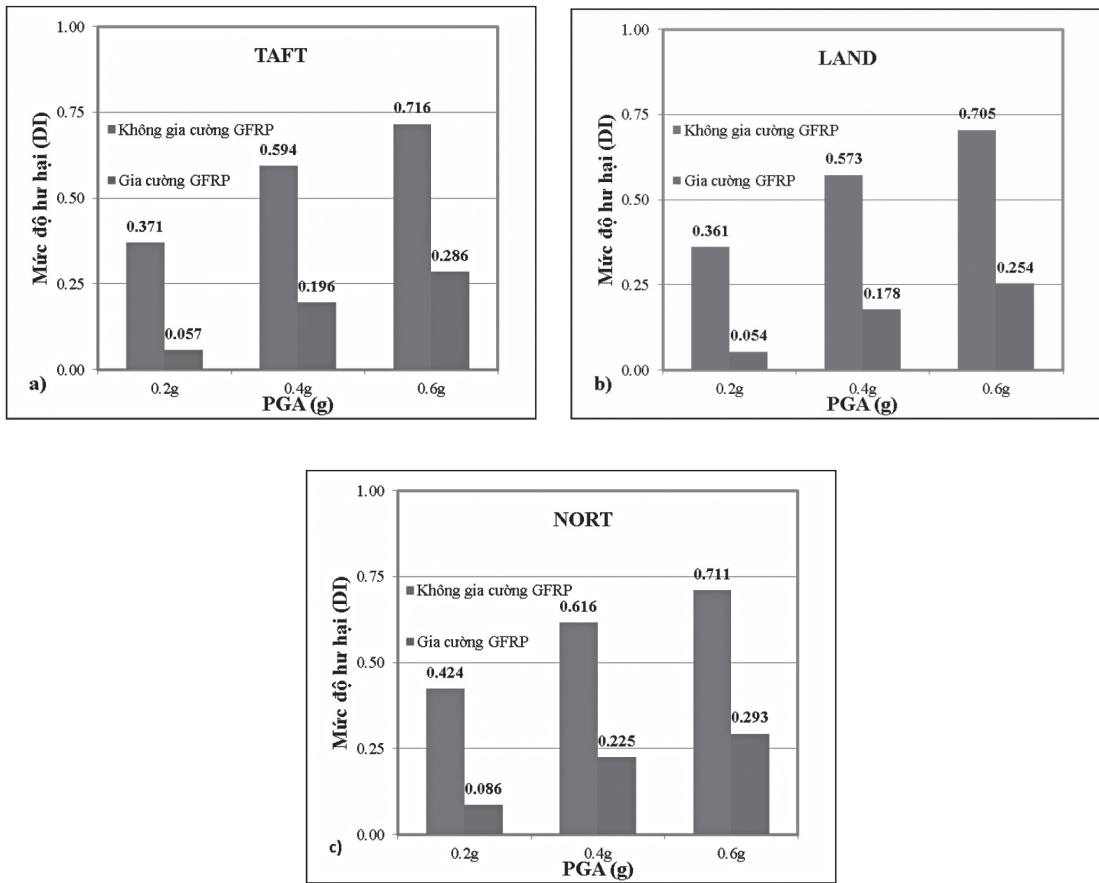 TAFT
Mức độ hư hại (DI)
1.00
0.75
0.50
0.25
0.00
Không gia cường GFRP
Gia cường GFRP
0.371
0.057
0.594
0.196
0.716
0.286
0.2g
0.4g
0.6g
PGA (g)
a)
LAND
Mức độ hư hại (DI)
1.00
0.75
0.50
0.25
0.00
Không gia cường GFRP
Gia cường GFRP
0.361
0.054
0.573
0.178
0.705
0.254
0.2g
0.4g
0.6g
PGA (g)
b)
NORT
Mức độ hư hại (DI)
1.00
0.75
0.50
0.25
0.00
Không gia cường GFRP
Gia cường GFRP
0.424
0.086
0.616
0.225
0.711
0.293
0.2g
0.4g
0.6g
PGA (g)
c)